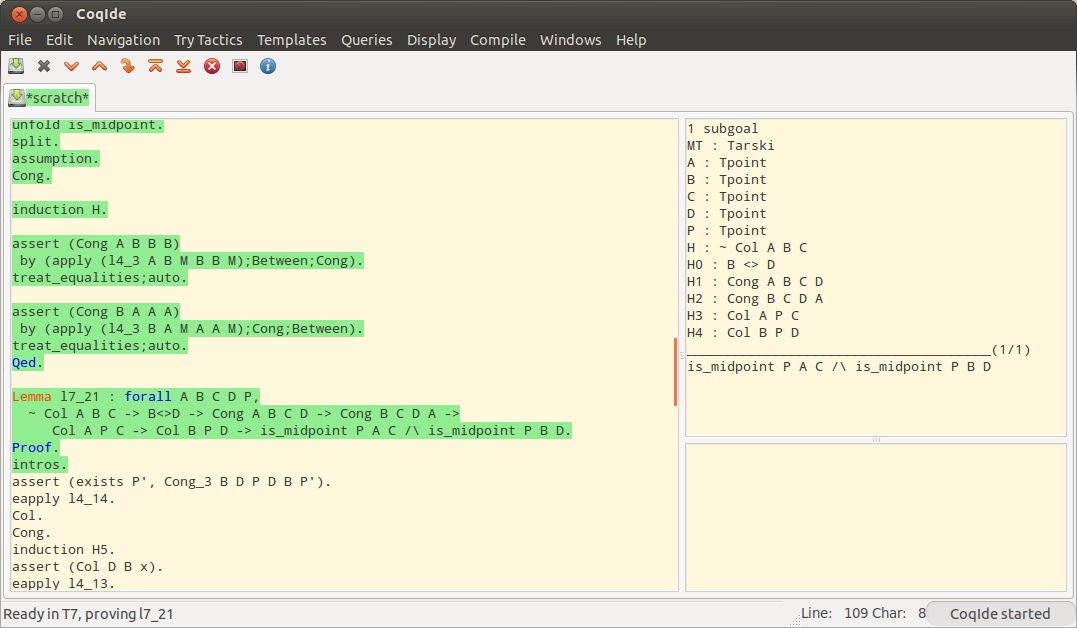 CoqIde
File Edit Navigation Try Tactics Templates Queries Display Compile Windows Help
*scratch*
unfold is_midpoint.
split.
assumption.
Cong.
induction H.
assert (Cong A B B B)
by (apply (l4_3 A B M B B M);Between;Cong).
treat_equalities;auto.
assert (Cong B A A A)
by (apply (l4_3 B A M A A M);Cong;Between).
treat_equalities;auto.
Qed.
Lemma l7_21 : forall A B C D P,
~ Col A B C -> B<>D -> Cong A B C D -> Cong B C D A ->
Col A P C -> Col B P D -> is_midpoint P A C /\ is_midpoint P B D.
Proof.
intros.
assert (exists P', Cong_3 B D P D B P').
eapply l4_14.
Col.
Cong.
induction H5.
assert (Col D B x).
eapply l4_13.
1 subgoal
MT : Tarski
A : Tpoint
B : Tpoint
C : Tpoint
D : Tpoint
P : Tpoint
H : ~ Col A B C
H0 : B <> D
H1 : Cong A B C D
H2 : Cong B C D A
H3 : Col A P C
H4 : Col B P D
______________________________________(1/1)
is_midpoint P A C /\ is_midpoint P B D
Ready in T7, proving l7_21
Line: 109 Char: 8
CoqIde started